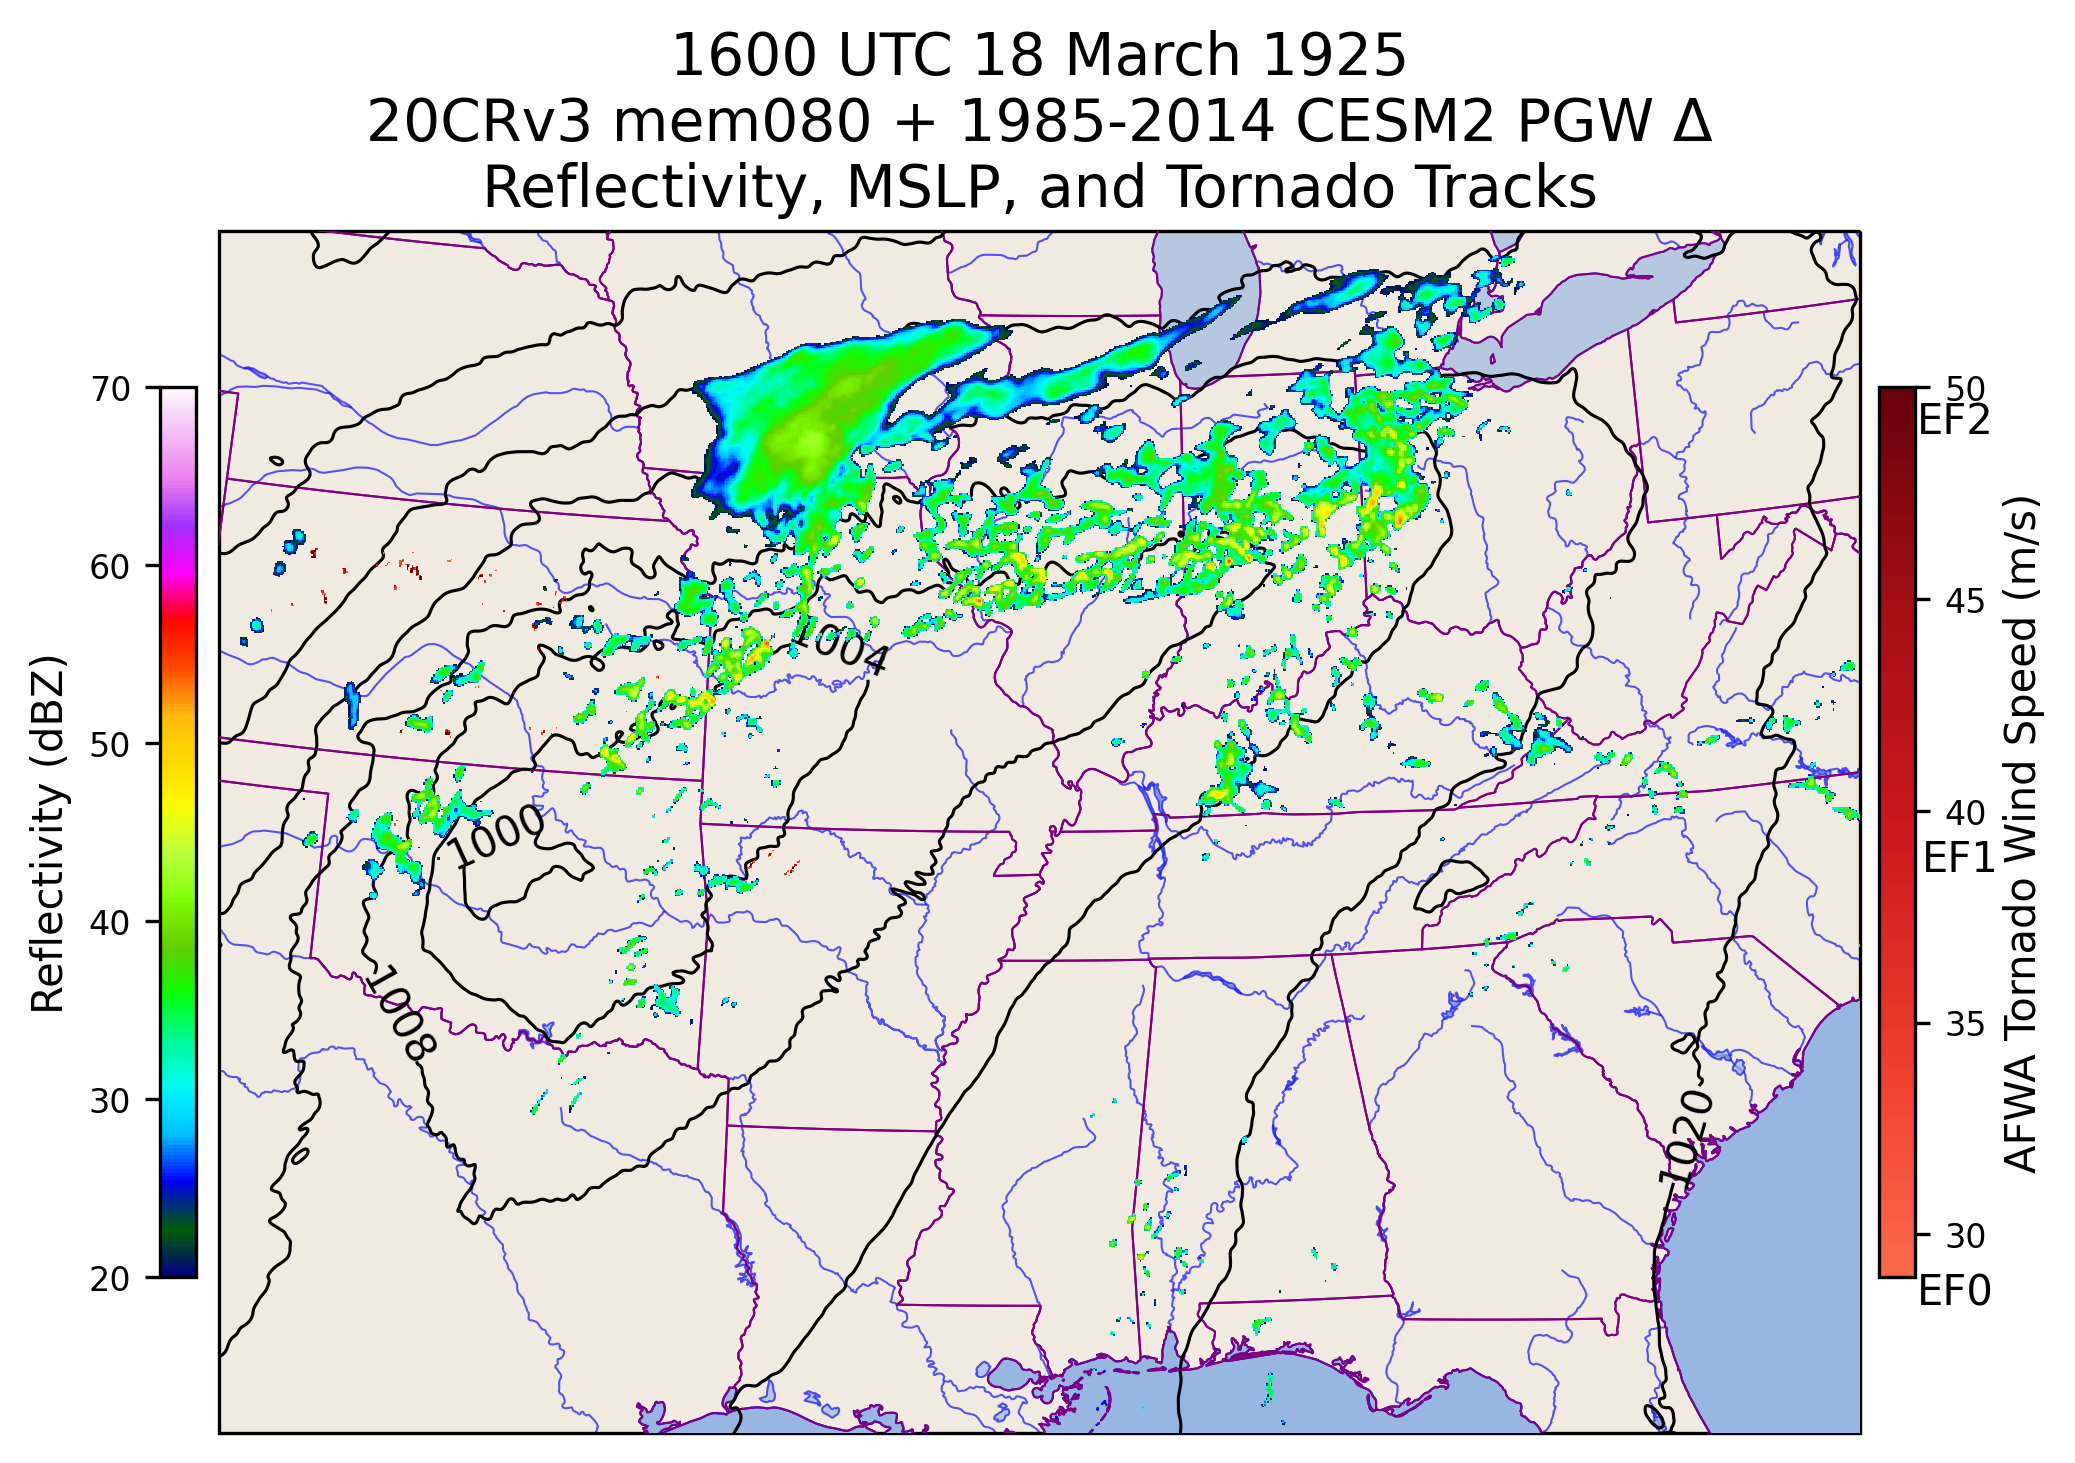 1600 UTC 18 March 1925
20CRv3 mem080 + 1985-2014 CESM2 PGW Δ
Reflectivity, MSLP, and Tornado Tracks
70
60
50
40
30
20
Reflectivity (dBZ)
1004
1000
1008
1020
50
EF2
45
40
EF1
35
30
EF0
AFWA Tornado Wind Speed (m/s)